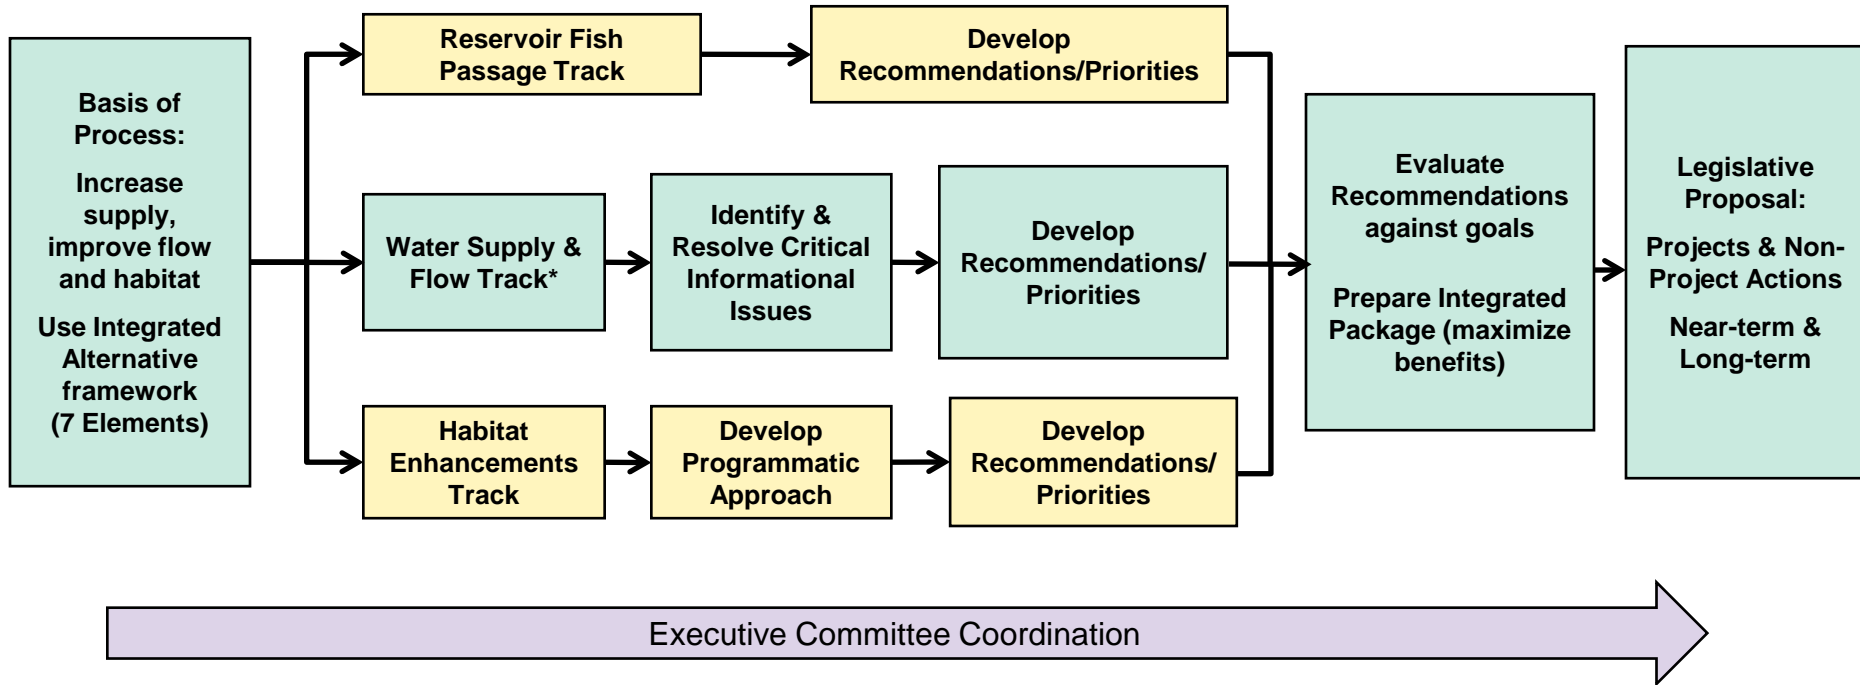 Basis of
Process:
Increase
supply,
improve flow
and habitat
Use Integrated
Alternative
framework
(7 Elements)
Reservoir Fish
Passage Track
Develop
Recommendations/Priorities
Water Supply &
Flow Track*
Identify &
Resolve Critical
Informational
Issues
Develop
Recommendations/
Priorities
Habitat
Enhancements
Track
Develop
Programmatic
Approach
Develop
Recommendations/
Priorities
Evaluate
Recommendations
against goals
Prepare Integrated
Package (maximize
benefits)
Legislative
Proposal:
Projects & Non-
Project Actions
Near-term &
Long-term
Executive Committee Coordination